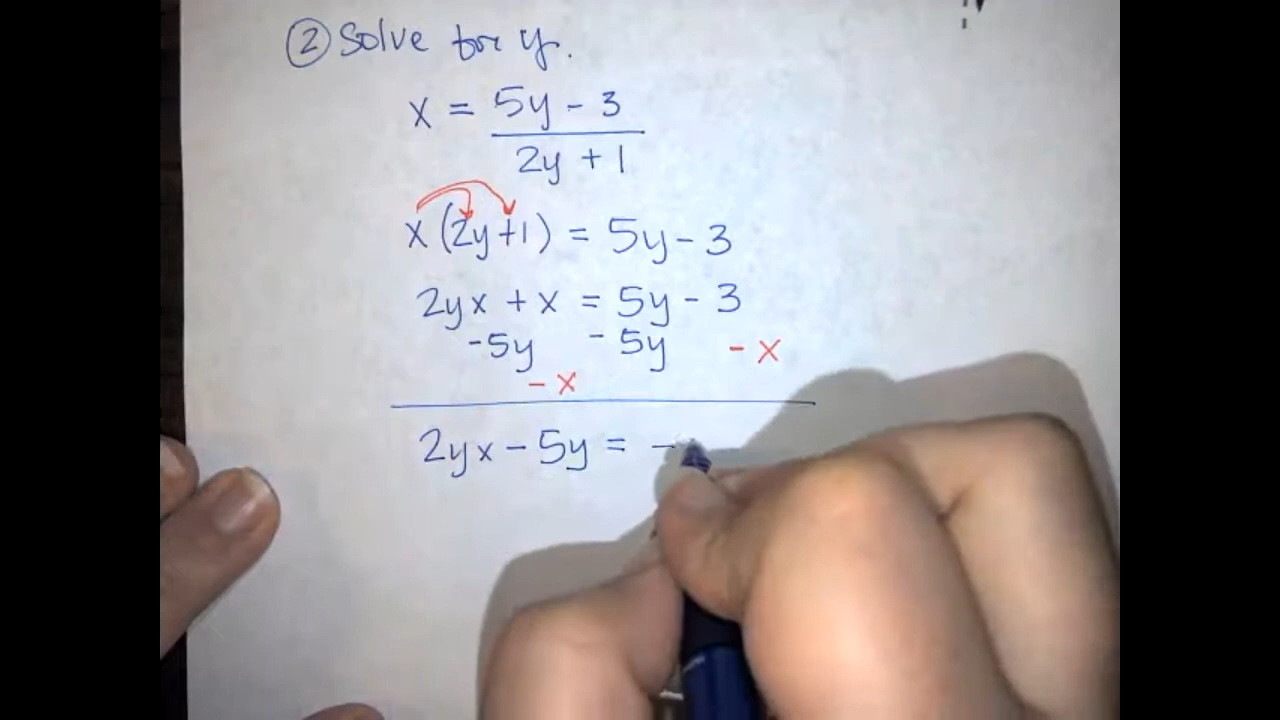 ② Solve for y.
x = 5y - 3
2y + 1
x (2y+1) = 5y - 3
2yx + x = 5y - 3
-5y - 5y - x
- x
2yx - 5y = -